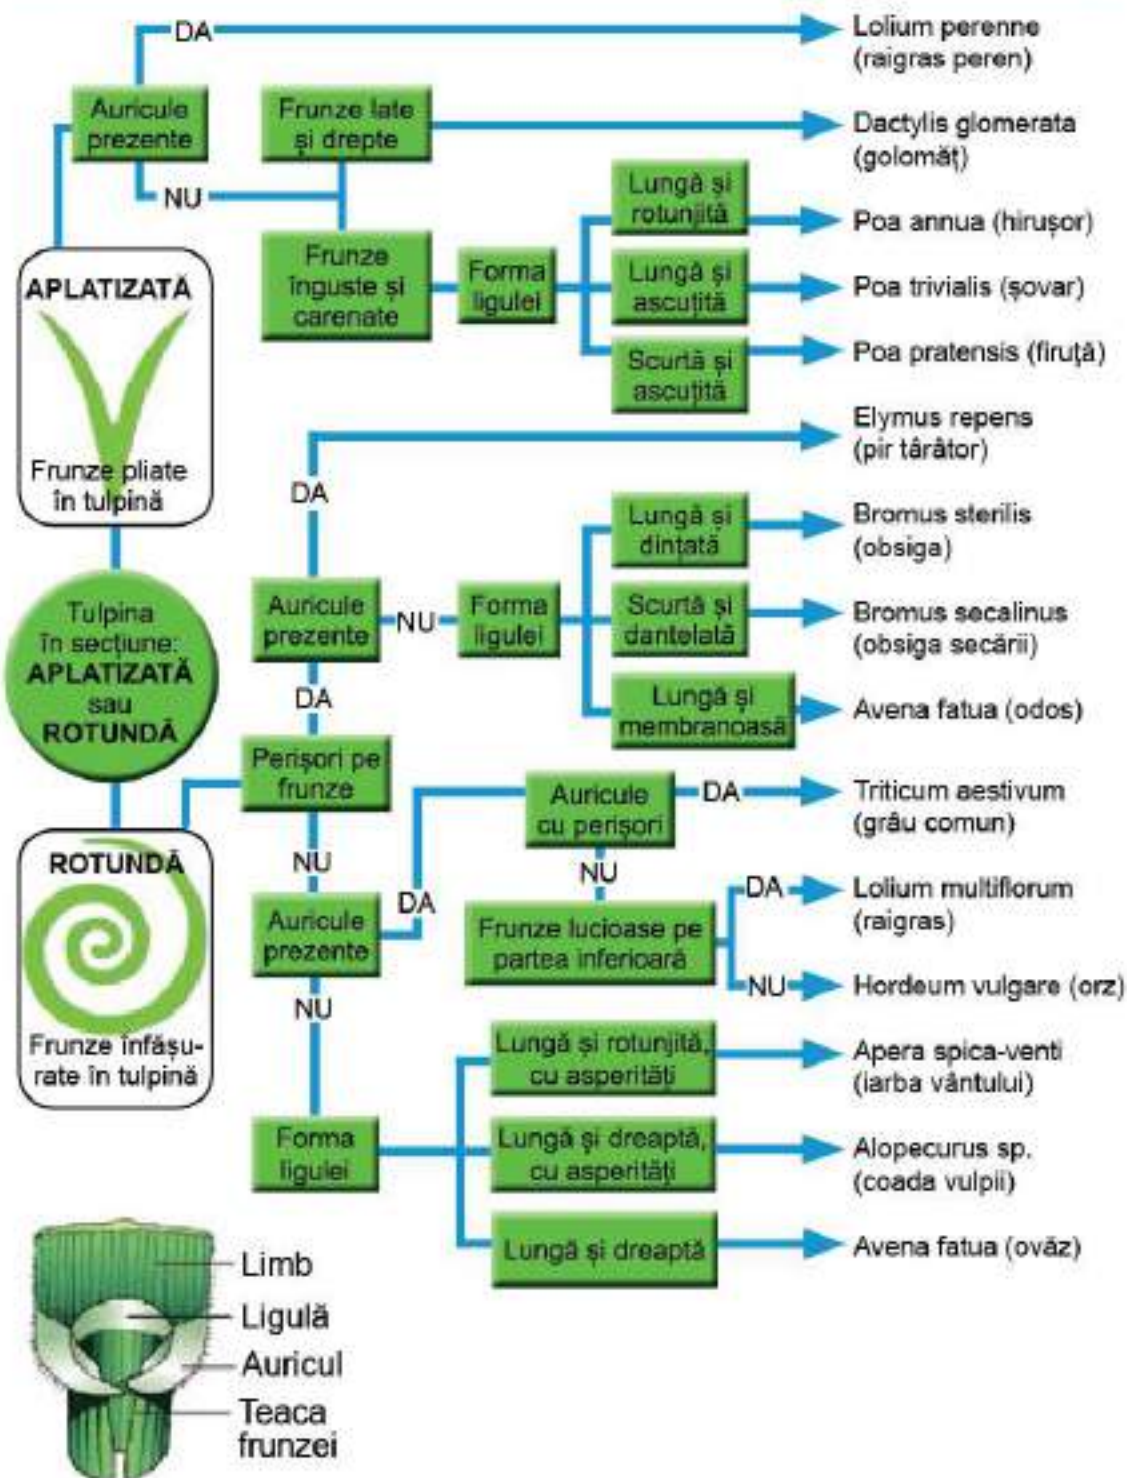 DA
Lolium perenne
(raigras peren)
Auricule
prezente
Frunze late
și drepte
Dactylis glomerata
(golomăț)
NU
Lungă și
rotunjită
Poa annua (hirușor)
APLATIZATĂ
Frunze
înguste și
carenate
Forma
ligulei
Lungă și
ascuțită
Poa trivialis (șovar)
Scurtă și
ascuțită
Poa pratensis (firuță)
Frunze pliate
în tulpină
Elymus repens
(pir târâtor)
DA
Lungă și
dințată
Bromus sterilis
(obsiga)
Tulpina
în secțiune:
APLATIZATĂ
sau
ROTUNDĂ
Auricule
prezente
NU
Forma
ligulei
Scurtă și
dantelată
Bromus secalinus
(obsiga secării)
DA
Lungă și
membranoasă
Avena fatua (odos)
Perișori pe
frunze
Auricule
cu perișori
DA
Triticum aestivum
(grâu comun)
ROTUNDĂ
NU
NU
DA
Auricule
prezente
Frunze lucioase pe
partea inferioară
DA
Lolium multiflorum
(raigras)
NU
Hordeum vulgare (orz)
NU
Frunze înfășu-
rate în tulpină
Lungă și rotunjită,
cu asperități
Apera spica-venti
(iarba vântului)
Forma
ligulei
Lungă și dreaptă,
cu asperități
Alopecurus sp.
(coada vulpii)
Lungă și dreaptă
Avena fatua (ovăz)
Limb
Ligulă
Auricul
Teaca
frunzei